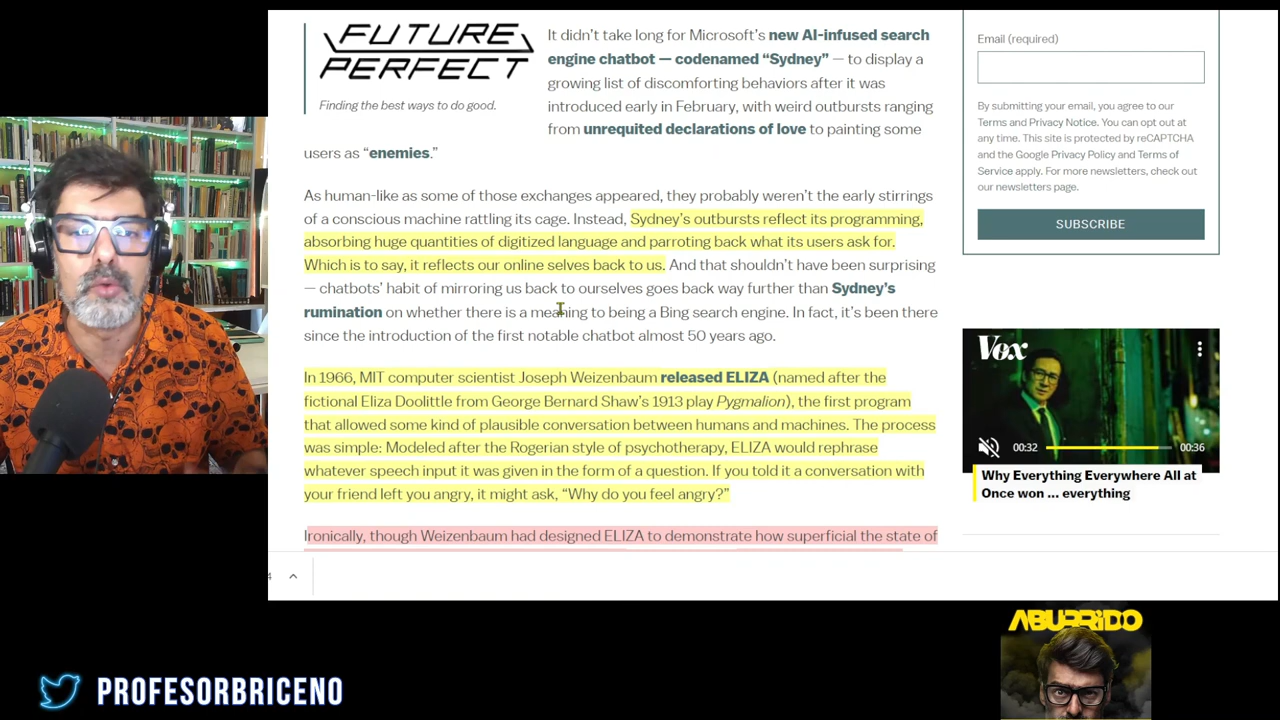 FUTURE
PERFECT
Finding the best ways to do good.
It didn’t take long for Microsoft’s new AI-infused search
engine chatbot — codenamed “Sydney” — to display a
growing list of discomforting behaviors after it was
introduced early in February, with weird outbursts ranging
from unrequited declarations of love to painting some
users as “enemies.”
As human-like as some of those exchanges appeared, they probably weren’t the early stirrings
of a conscious machine rattling its cage. Instead, Sydney’s outbursts reflect its programming,
absorbing huge quantities of digitized language and parroting back what its users ask for.
Which is to say, it reflects our online selves back to us. And that shouldn’t have been surprising
— chatbots’ habit of mirroring us back to ourselves goes back way further than Sydney’s
rumination on whether there is a meaning to being a Bing search engine. In fact, it’s been there
since the introduction of the first notable chatbot almost 50 years ago.
In 1966, MIT computer scientist Joseph Weizenbaum released ELIZA (named after the
fictional Eliza Doolittle from George Bernard Shaw’s 1913 play Pygmalion), the first program
that allowed some kind of plausible conversation between humans and machines. The process
was simple: Modeled after the Rogerian style of psychotherapy, ELIZA would rephrase
whatever speech input it was given in the form of a question. If you told it a conversation with
your friend left you angry, it might ask, “Why do you feel angry?”
Ironically, though Weizenbaum had designed ELIZA to demonstrate how superficial the state of
Email (required)
By submitting your email, you agree to our
Terms and Privacy Notice. You can opt out at
any time. This site is protected by reCAPTCHA
and the Google Privacy Policy and Terms of
Service apply. For more newsletters, check out
our newsletters page.
SUBSCRIBE
Vox
00:32
00:36
Why Everything Everywhere All at
Once won ... everything
ABURRIDO
PROFESORBRICENO